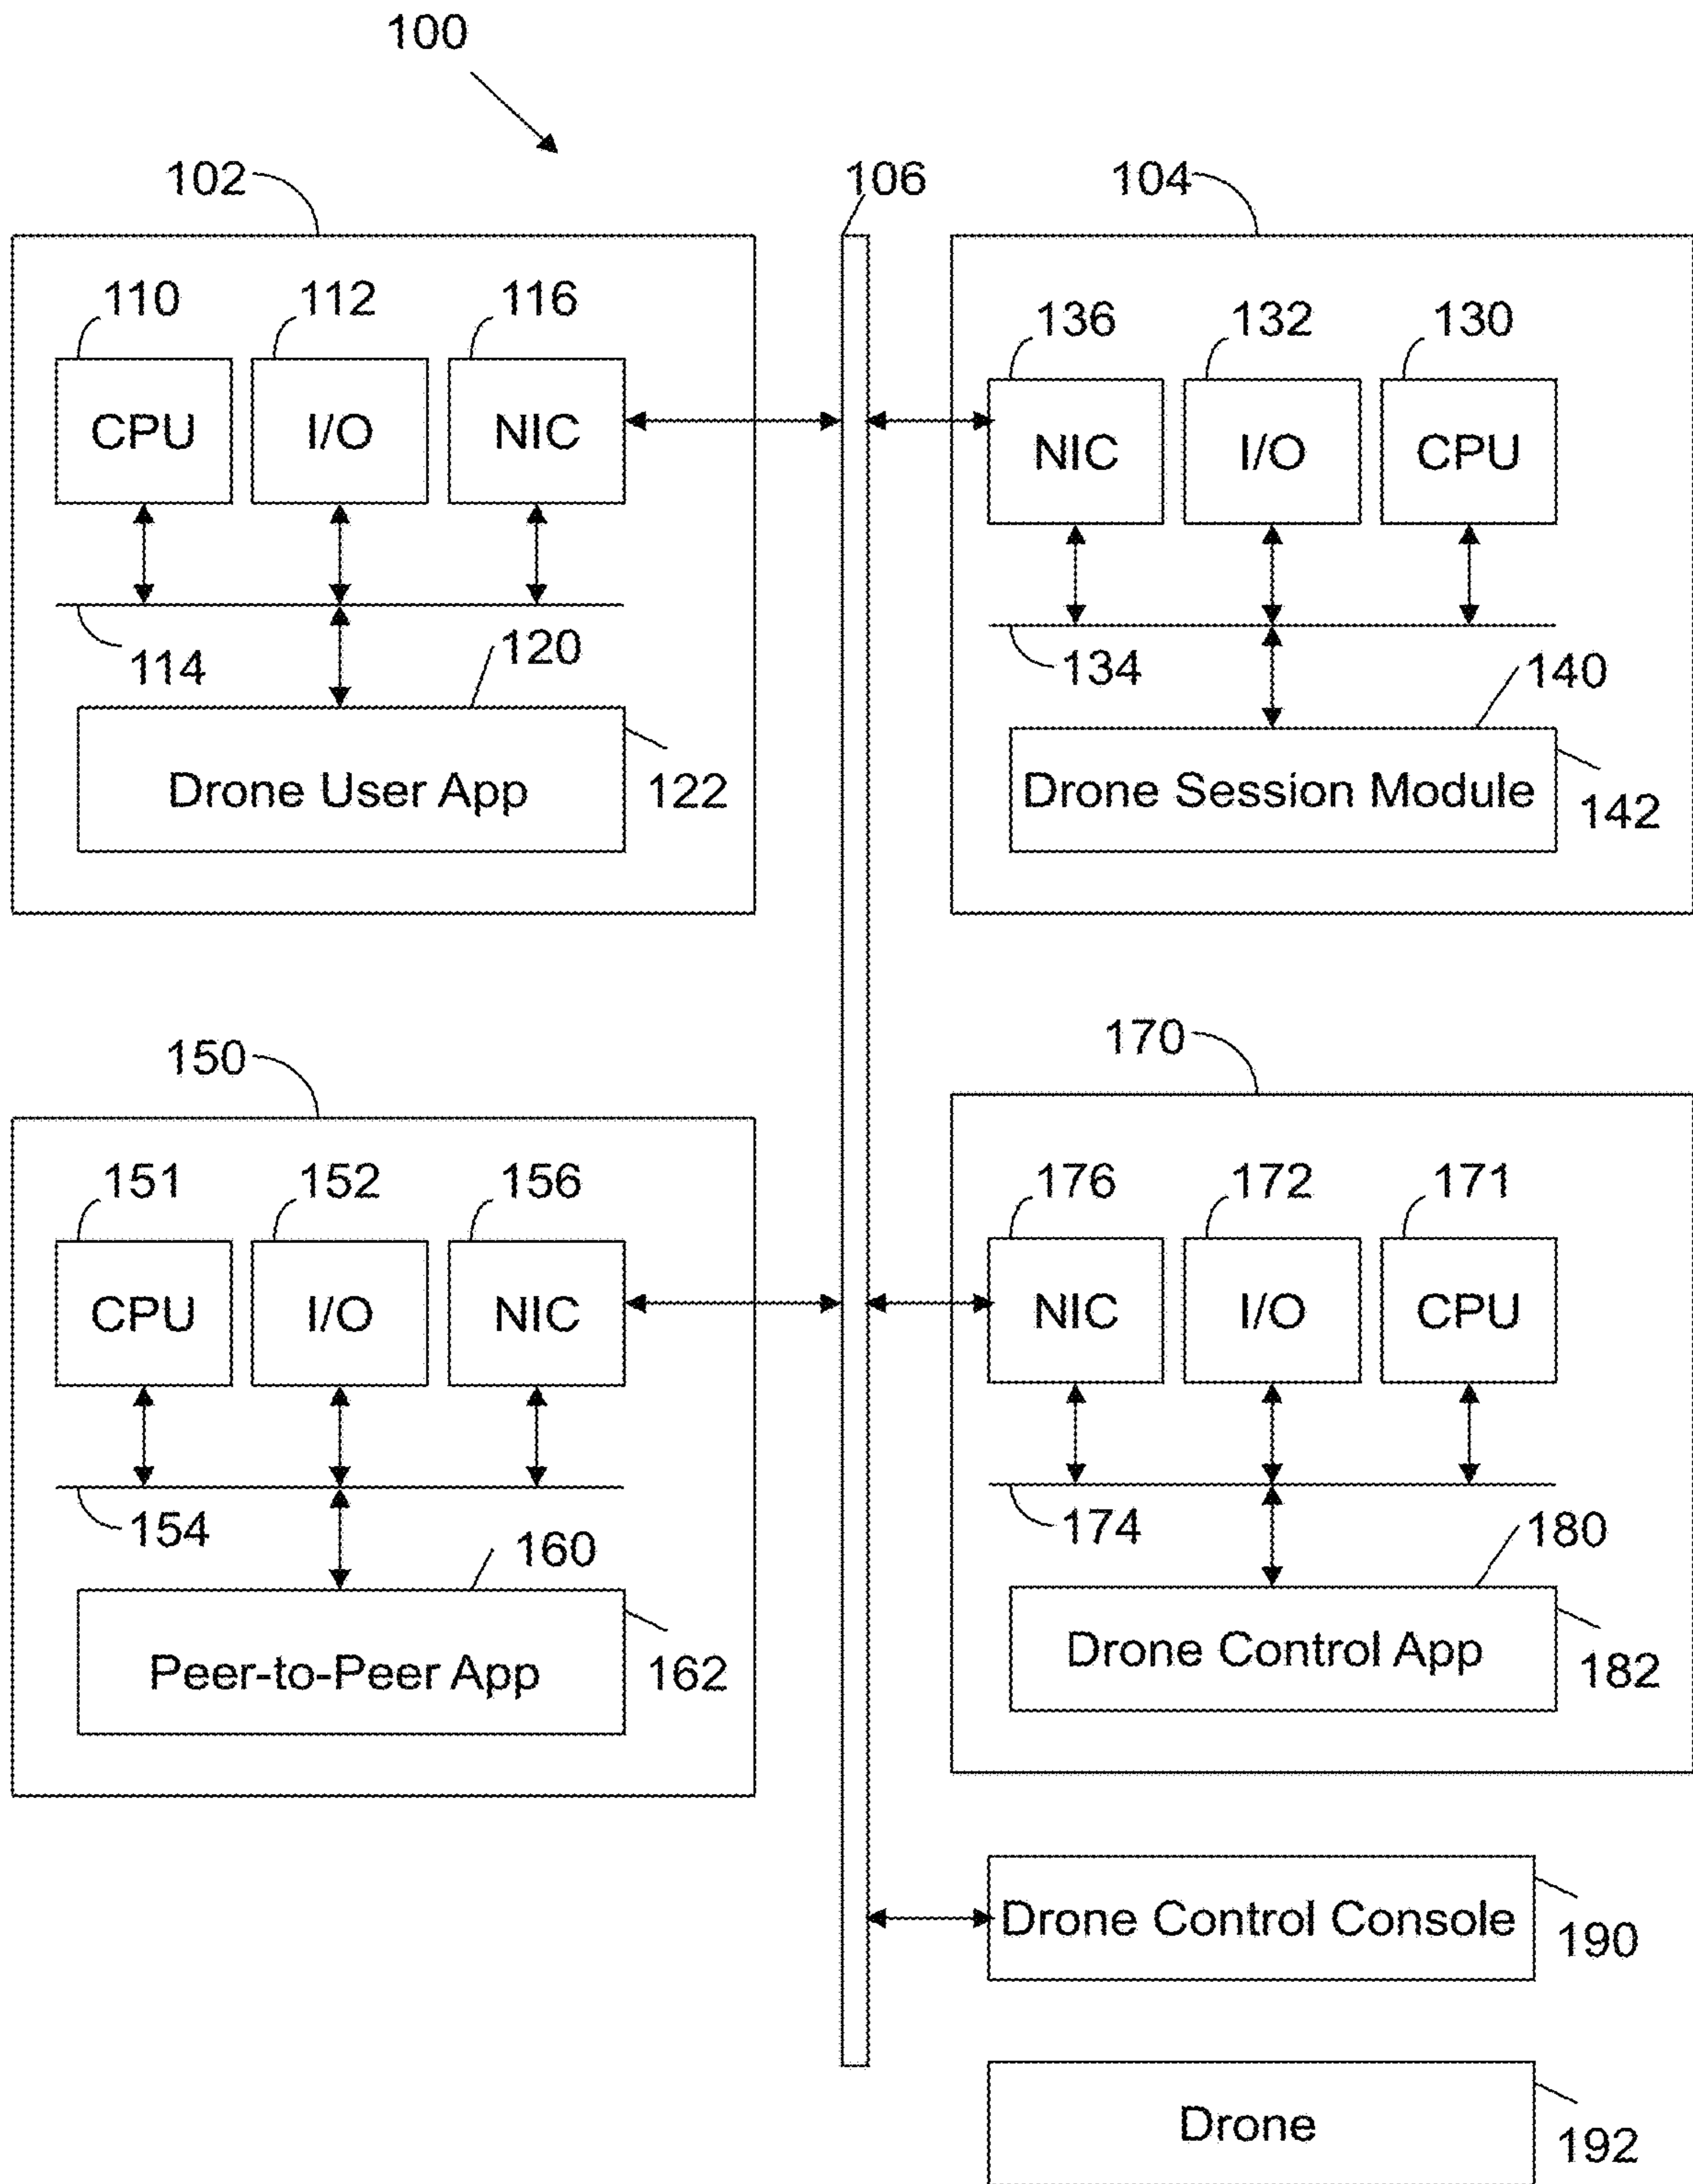 100
102
106
104
110 112 116
136 132 130
CPU I/O NIC
NIC I/O CPU
114 120
134 140
Drone User App 122
Drone Session Module 142
150
170
151 152 156
176 172 171
CPU I/O NIC
NIC I/O CPU
154 160
174 180
Peer-to-Peer App 162
Drone Control App 182
Drone Control Console 190
Drone 192